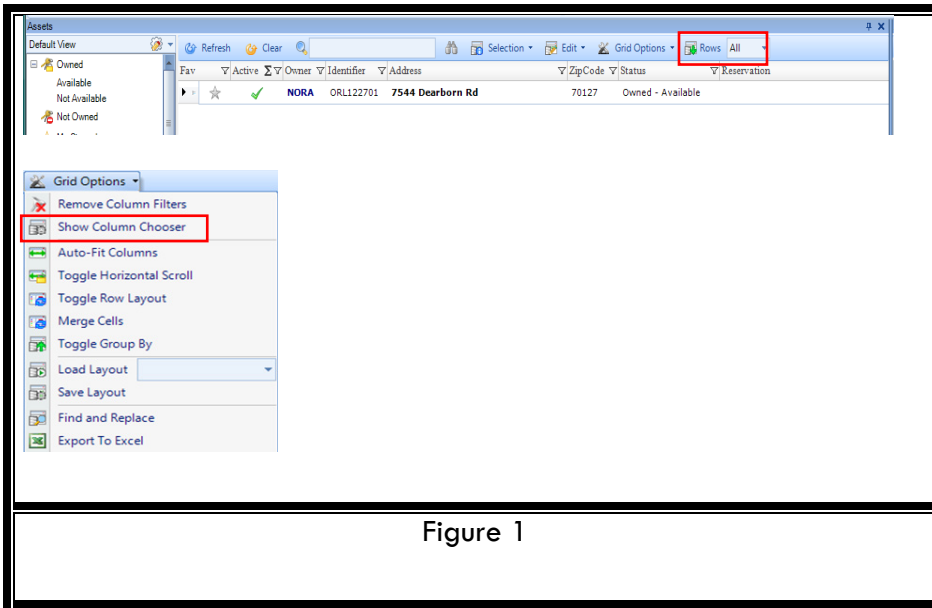 Assets
Default View
Refresh Clear Selection Edit Grid Options Rows All
Owned
Available
Not Available
Not Owned
Fav Active Σ Owner Identifier Address ZipCode Status Reservation
NORA ORL122701 7544 Dearborn Rd 70127 Owned - Available
Grid Options
Remove Column Filters
Show Column Chooser
Auto-Fit Columns
Toggle Horizontal Scroll
Toggle Row Layout
Merge Cells
Toggle Group By
Load Layout
Save Layout
Find and Replace
Export To Excel
Figure 1